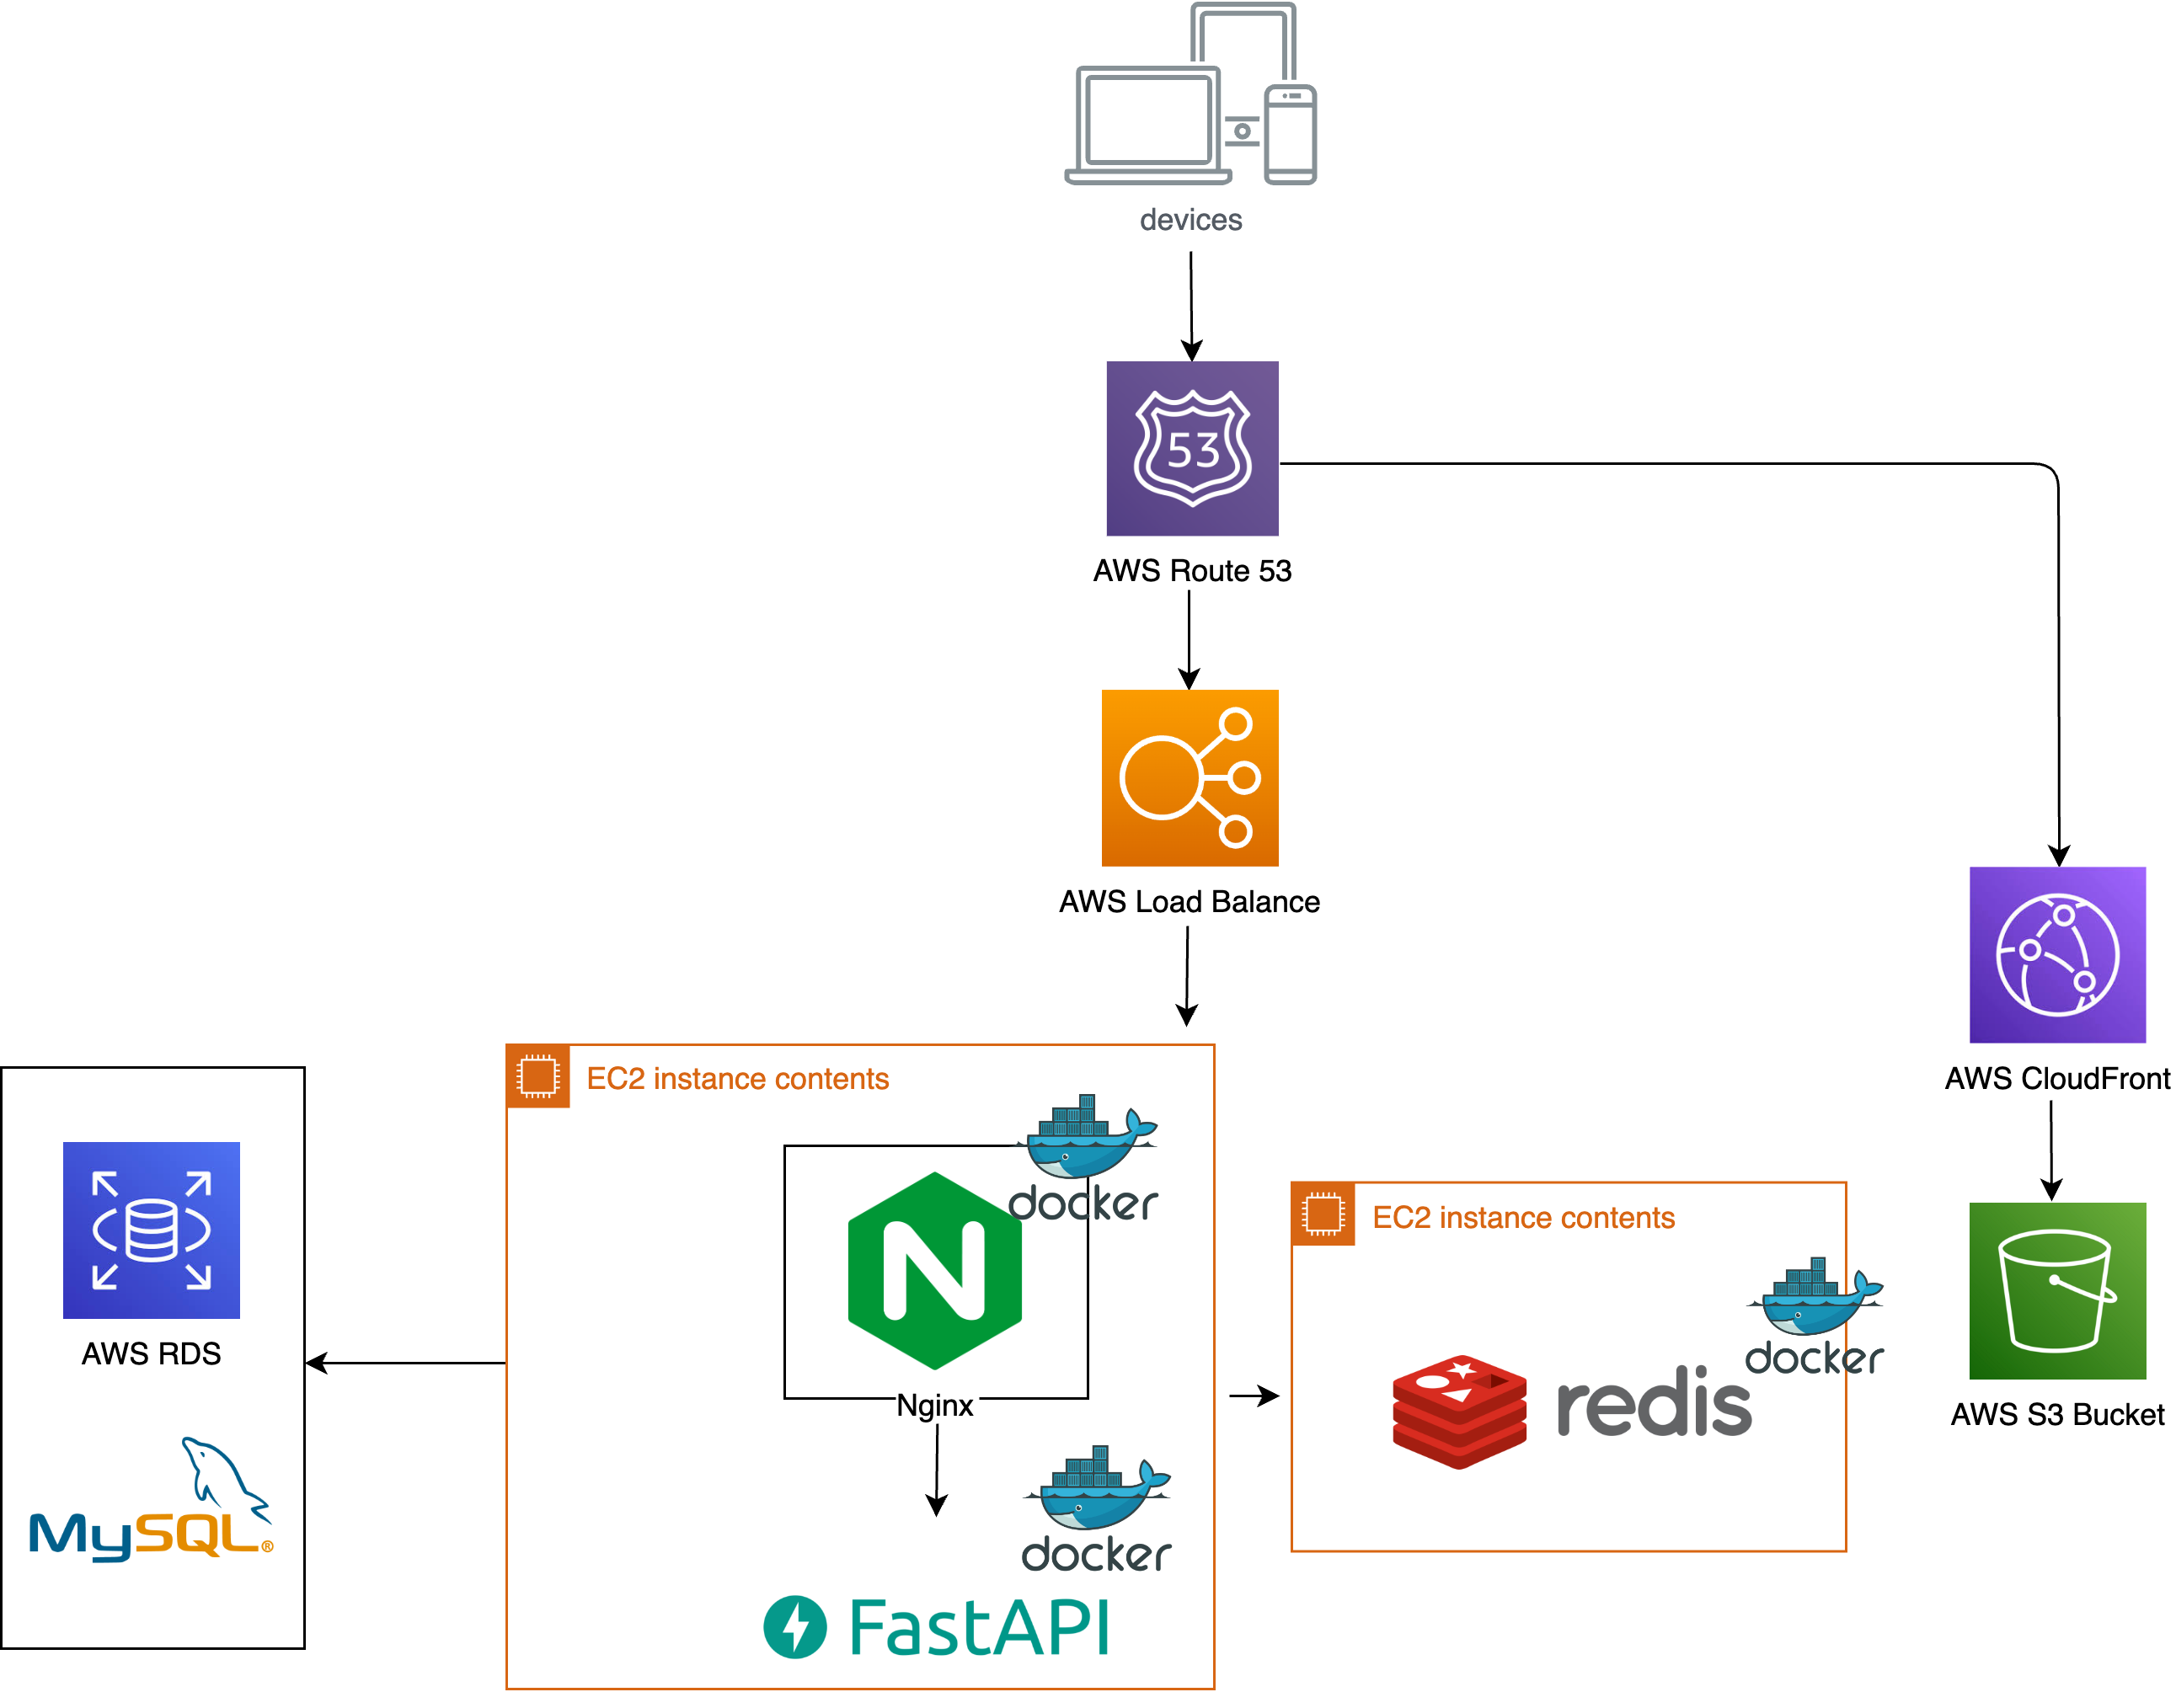 devices
53
AWS Route 53
AWS Load Balance
EC2 instance contents
docker
Nginx
docker
FastAPI
AWS RDS
MySQL®
EC2 instance contents
docker
redis
AWS CloudFront
AWS S3 Bucket